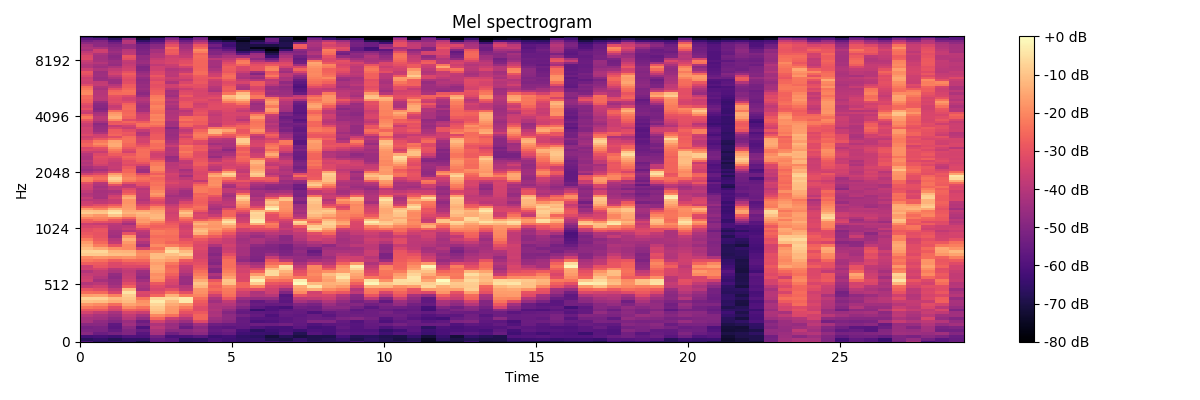 Mel spectrogram
+0 dB
8192
-10 dB
4096
-20 dB
-30 dB
2048
Hz
-40 dB
1024
-50 dB
-60 dB
512
-70 dB
0
-80 dB
0 5 10 15 20 25
Time